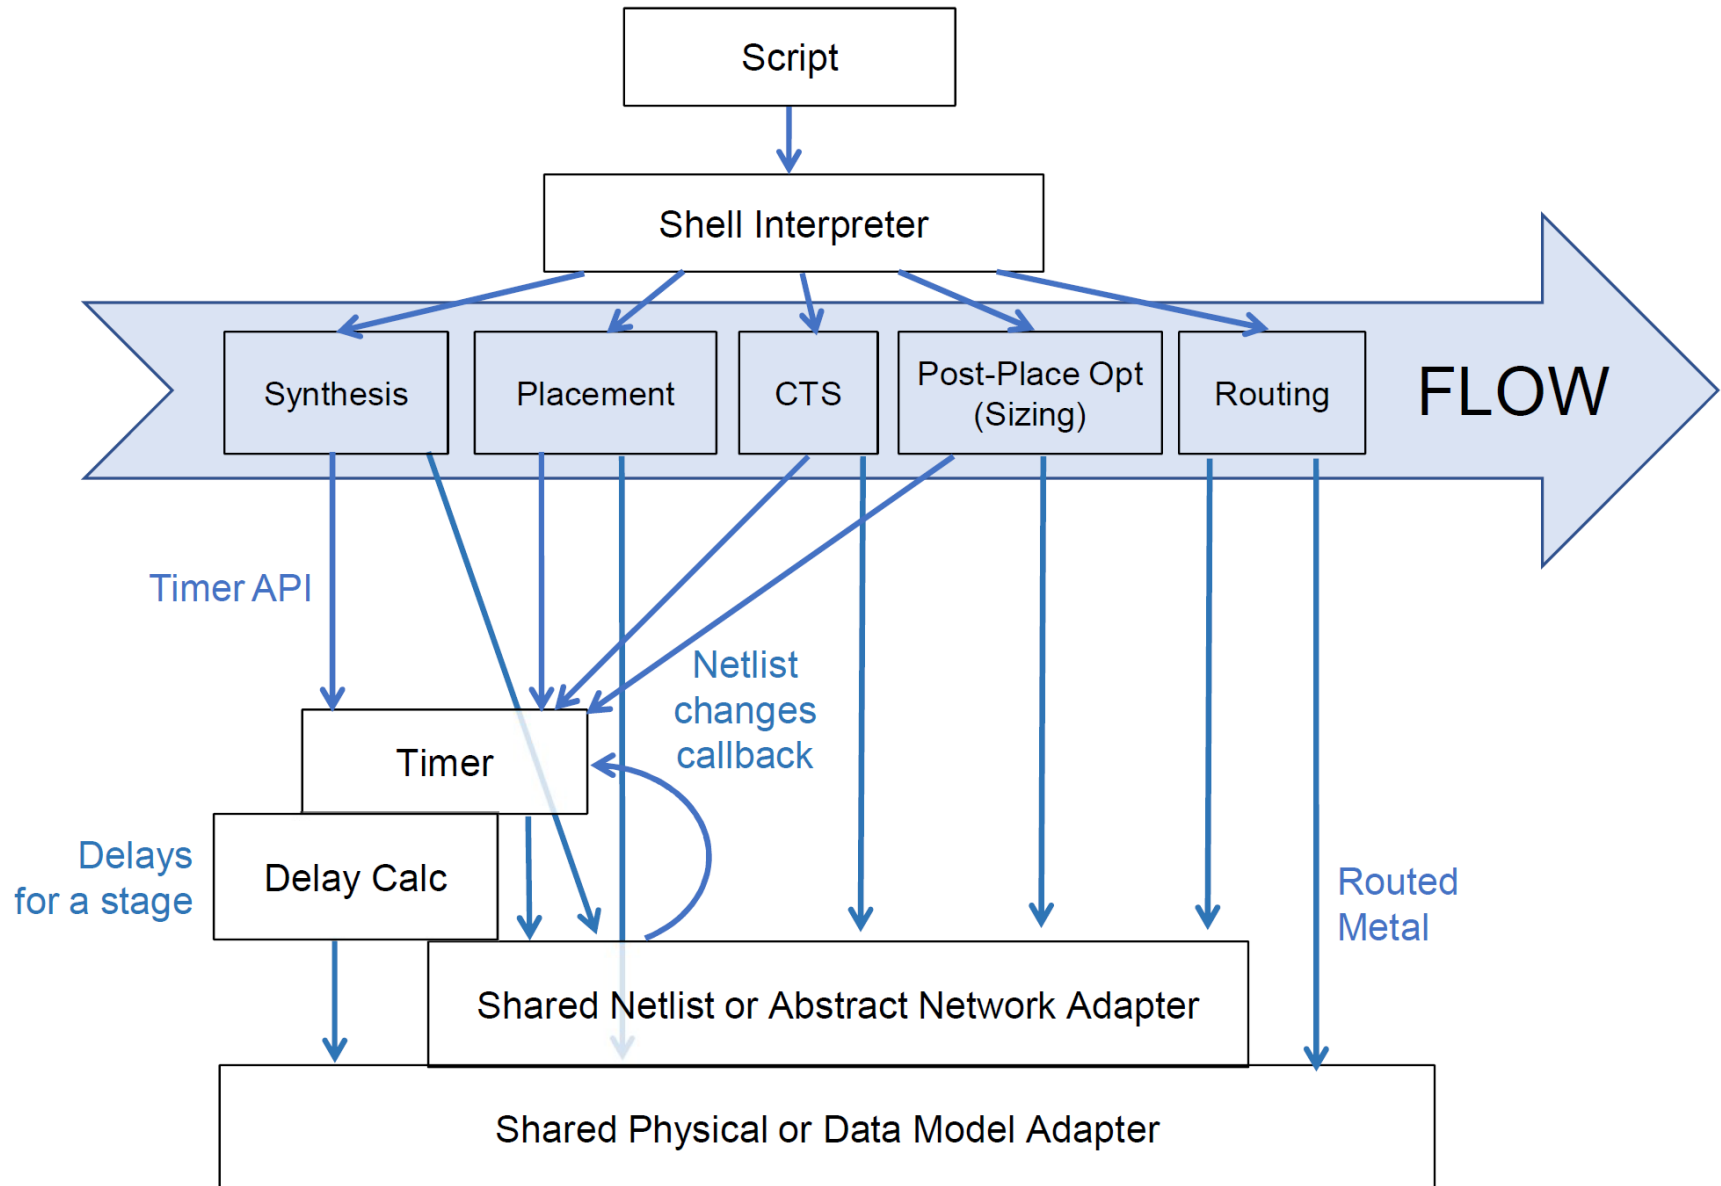 Script
Shell Interpreter
Synthesis
Placement
CTS
Post-Place Opt
(Sizing)
Routing
FLOW
Timer API
Netlist
changes
callback
Timer
Delays
for a stage
Delay Calc
Routed
Metal
Shared Netlist or Abstract Network Adapter
Shared Physical or Data Model Adapter